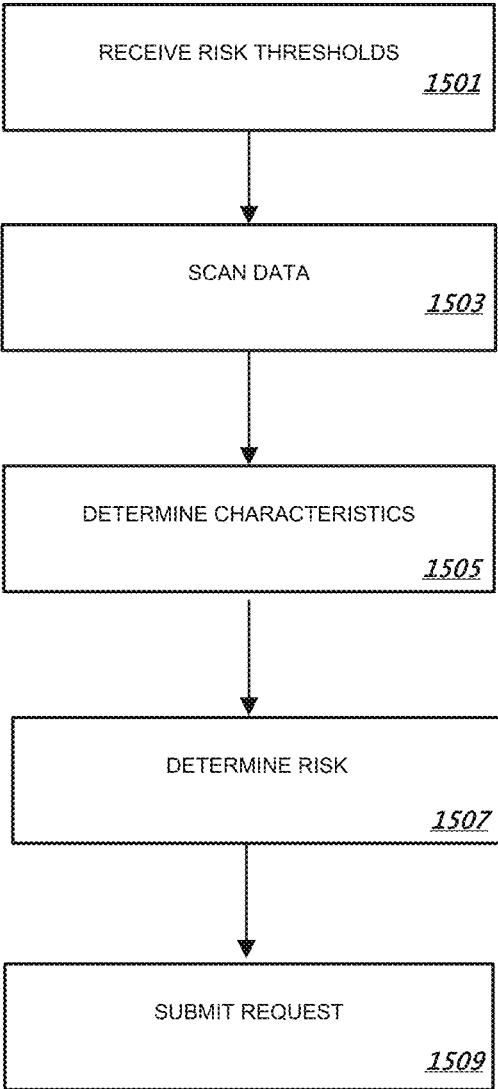 RECEIVE RISK THRESHOLDS
1501
SCAN DATA
1503
DETERMINE CHARACTERISTICS
1505
DETERMINE RISK
1507
SUBMIT REQUEST
1509